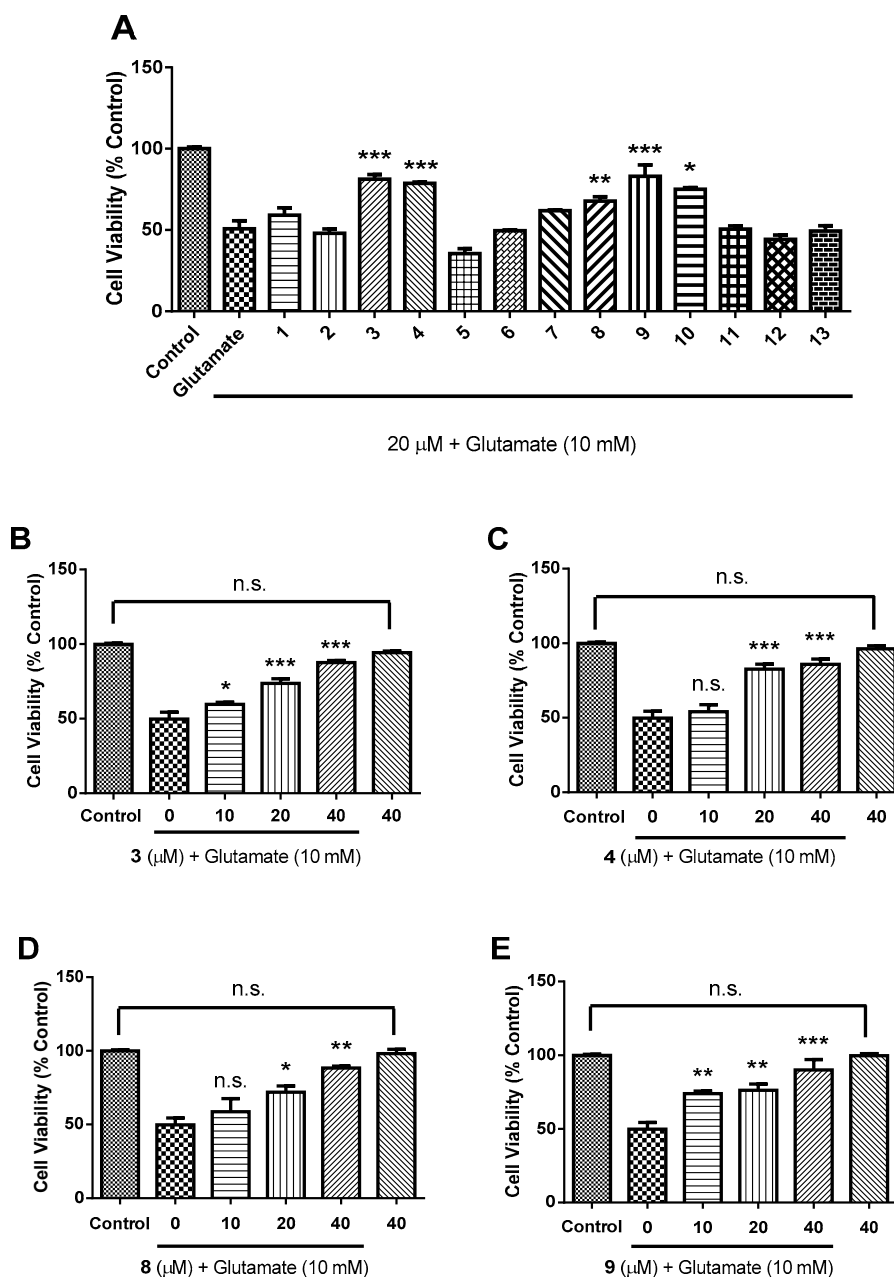 A
Cell Viability (% Control)
150
100
50
0
*** *** ** *** *
Control Glutamate 1 2 3 4 5 6 7 8 9 10 11 12 13
20 μM + Glutamate (10 mM)
B
Cell Viability (% Control)
150
100
50
0
n.s.
* *** ***
Control 0 10 20 40 40
3 (μM) + Glutamate (10 mM)
C
Cell Viability (% Control)
150
100
50
0
n.s.
n.s. *** ***
Control 0 10 20 40 40
4 (μM) + Glutamate (10 mM)
D
Cell Viability (% Control)
150
100
50
0
n.s.
n.s. * **
Control 0 10 20 40 40
8 (μM) + Glutamate (10 mM)
E
Cell Viability (% Control)
150
100
50
0
n.s.
** ** ***
Control 0 10 20 40 40
9 (μM) + Glutamate (10 mM)